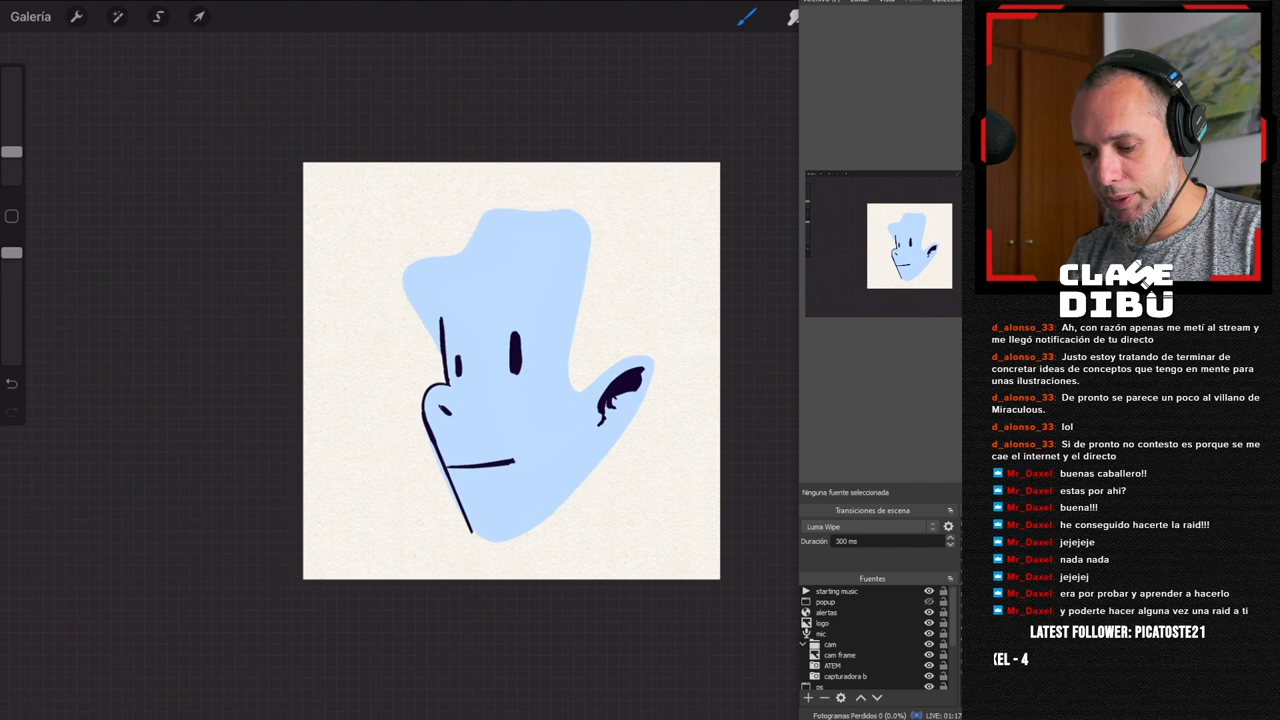 Galería
Ninguna fuente seleccionada
Transiciones de escena
Luma Wipe
Duración 300 ms
Fuentes
starting music
popup
alertas
logo
mic
cam
cam frame
ATEM
capturadora b
Fotogramas Perdidos 0 (0.0%) LIVE: 01:17
CLASE
DIBU
d_alonso_33: Ah, con razón apenas me metí al stream y
me llegó notificación de tu directo
d_alonso_33: Justo estoy tratando de terminar de
concretar ideas de conceptos que tengo en mente para
unas ilustraciones.
d_alonso_33: De pronto se parece un poco al villano de
Miraculous.
d_alonso_33: lol
d_alonso_33: Si de pronto no contesto es porque se me
cae el internet y el directo
Mr_Daxel: buenas caballero!!
Mr_Daxel: estas por ahi?
Mr_Daxel: buena!!!
Mr_Daxel: he conseguido hacerte la raid!!!
Mr_Daxel: jejejeje
Mr_Daxel: nada nada
Mr_Daxel: jejejej
Mr_Daxel: era por probar y aprender a hacerlo
Mr_Daxel: y poderte hacer alguna vez una raid a ti
LATEST FOLLOWER: PICATOSTE21
XEL - 4